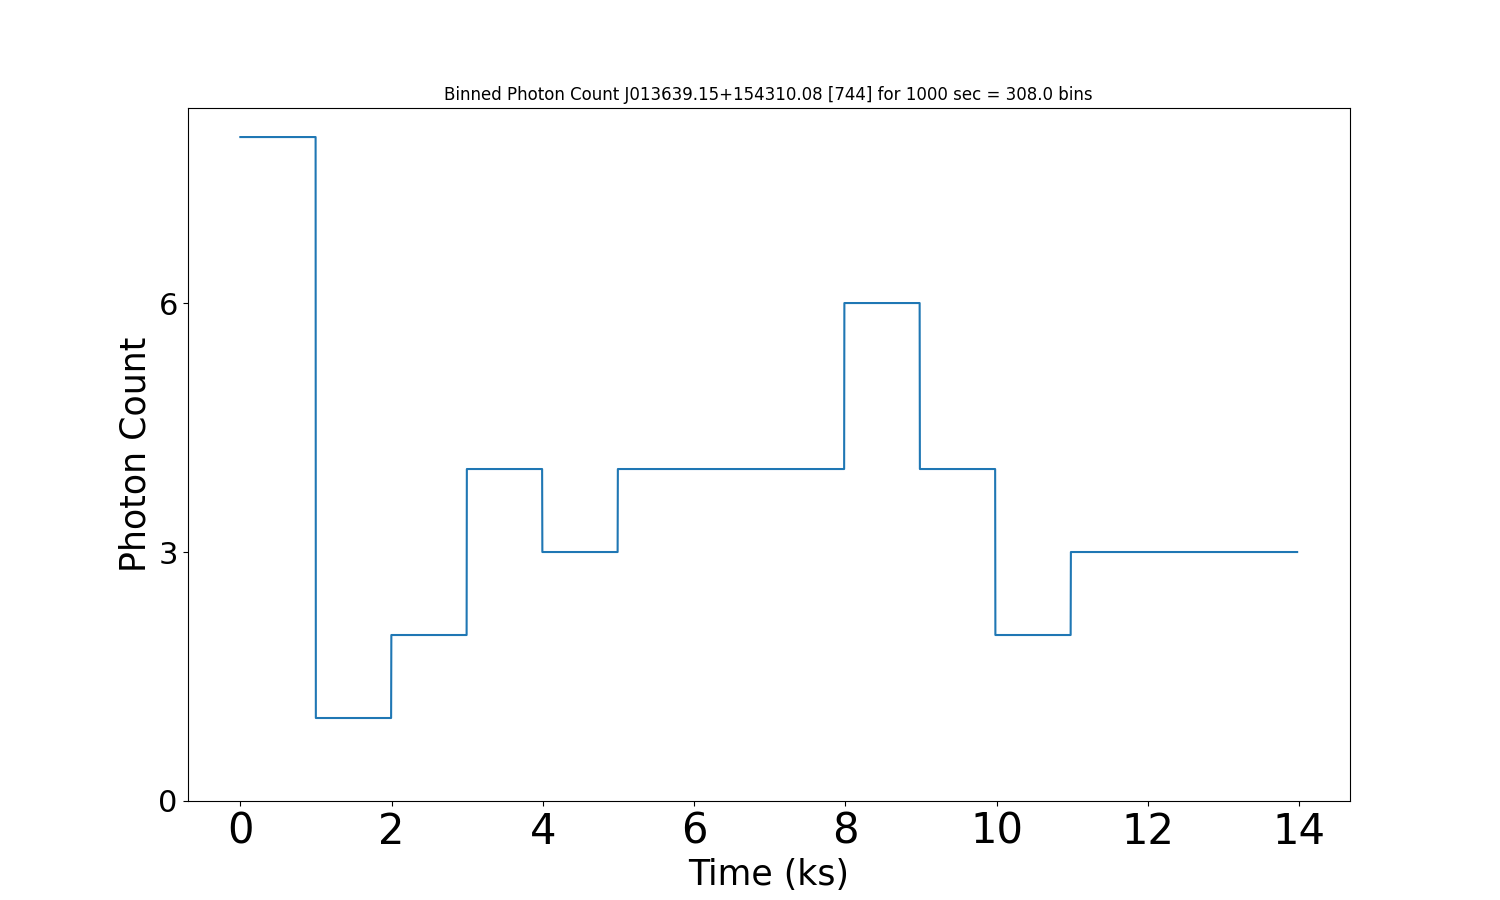 Binned Photon Count J013639.15+154310.08 [744] for 1000 sec = 308.0 bins
6
3
0
Photon Count
0 2 4 6 8 10 12 14
Time (ks)